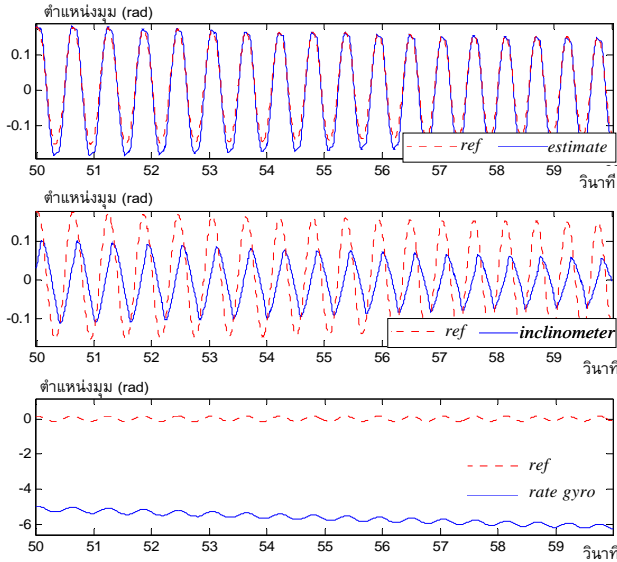 ตำแหน่งมุม (rad)
0.1
0
-0.1
ref estimate
50 51 52 53 54 55 56 57 58 59
วินาที
ตำแหน่งมุม (rad)
0.1
0
-0.1
ref inclinometer
50 51 52 53 54 55 56 57 58 59
วินาที
ตำแหน่งมุม (rad)
0
-2
-4
-6
ref
rate gyro
50 51 52 53 54 55 56 57 58 59
วินาที